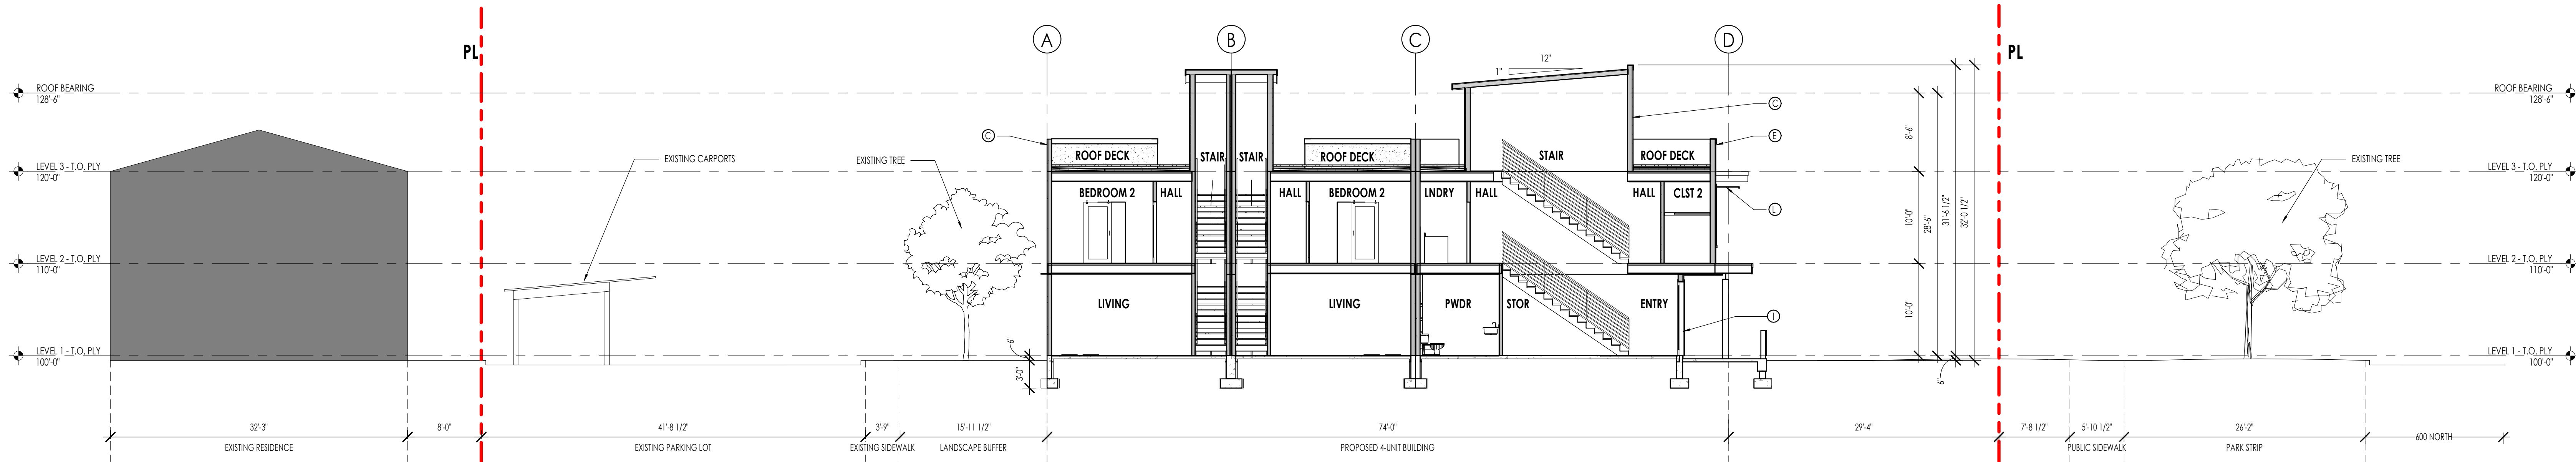 PL
PL
A
B
C
D
12"
1"
ROOF BEARING
128'-6"
ROOF BEARING
128'-6"
C
C
E
8'-6"
EXISTING CARPORTS
EXISTING TREE
ROOF DECK
STAIR
STAIR
ROOF DECK
STAIR
ROOF DECK
EXISTING TREE
LEVEL 3 - T.O. PLY
120'-0"
LEVEL 3 - T.O. PLY
120'-0"
BEDROOM 2
HALL
HALL
BEDROOM 2
LNDRY
HALL
HALL
CLST 2
L
10'-0"
28'-6"
31'-6 1/2"
32'-0 1/2"
LEVEL 2 - T.O. PLY
110'-0"
LEVEL 2 - T.O. PLY
110'-0"
LIVING
LIVING
PWDR
STOR
ENTRY
I
10'-0"
LEVEL 1 - T.O. PLY
100'-0"
LEVEL 1 - T.O. PLY
100'-0"
6"
3'-0"
6"
32'-3"
8'-0"
41'-8 1/2"
3'-9"
15'-11 1/2"
74'-0"
29'-4"
7'-8 1/2"
5'-10 1/2"
26'-2"
600 NORTH
EXISTING RESIDENCE
EXISTING PARKING LOT
EXISTING SIDEWALK
LANDSCAPE BUFFER
PROPOSED 4-UNIT BUILDING
PUBLIC SIDEWALK
PARK STRIP